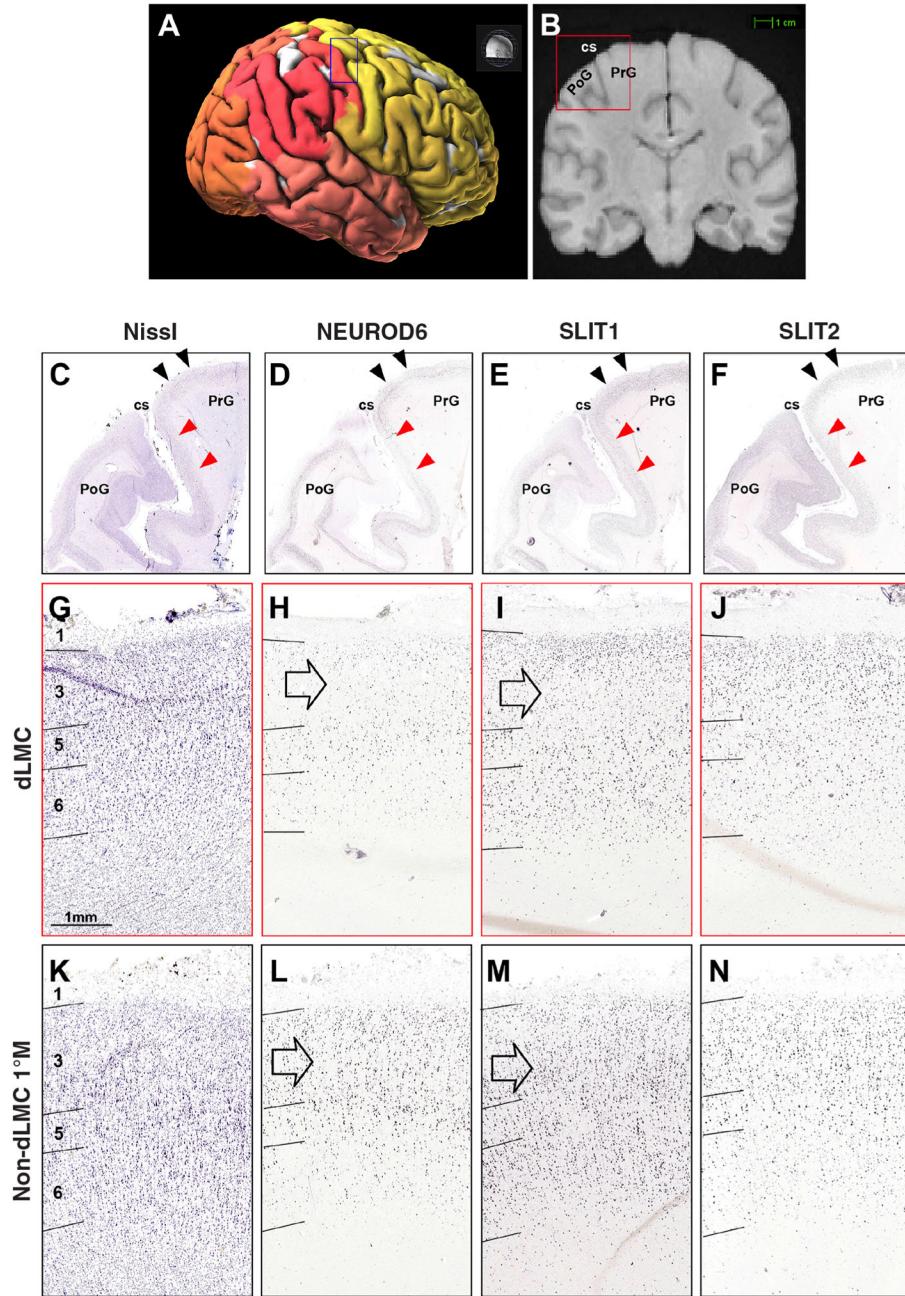 A
B
1 cm
cs
PoG
PrG
Nissl
NEUROD6
SLIT1
SLIT2
C
cs
PrG
PoG
D
cs
PrG
PoG
E
cs
PrG
PoG
F
cs
PrG
PoG
dLMC
G
1
3
5
6
1mm
H
I
J
Non-dLMC 1°M
K
1
3
5
6
L
M
N